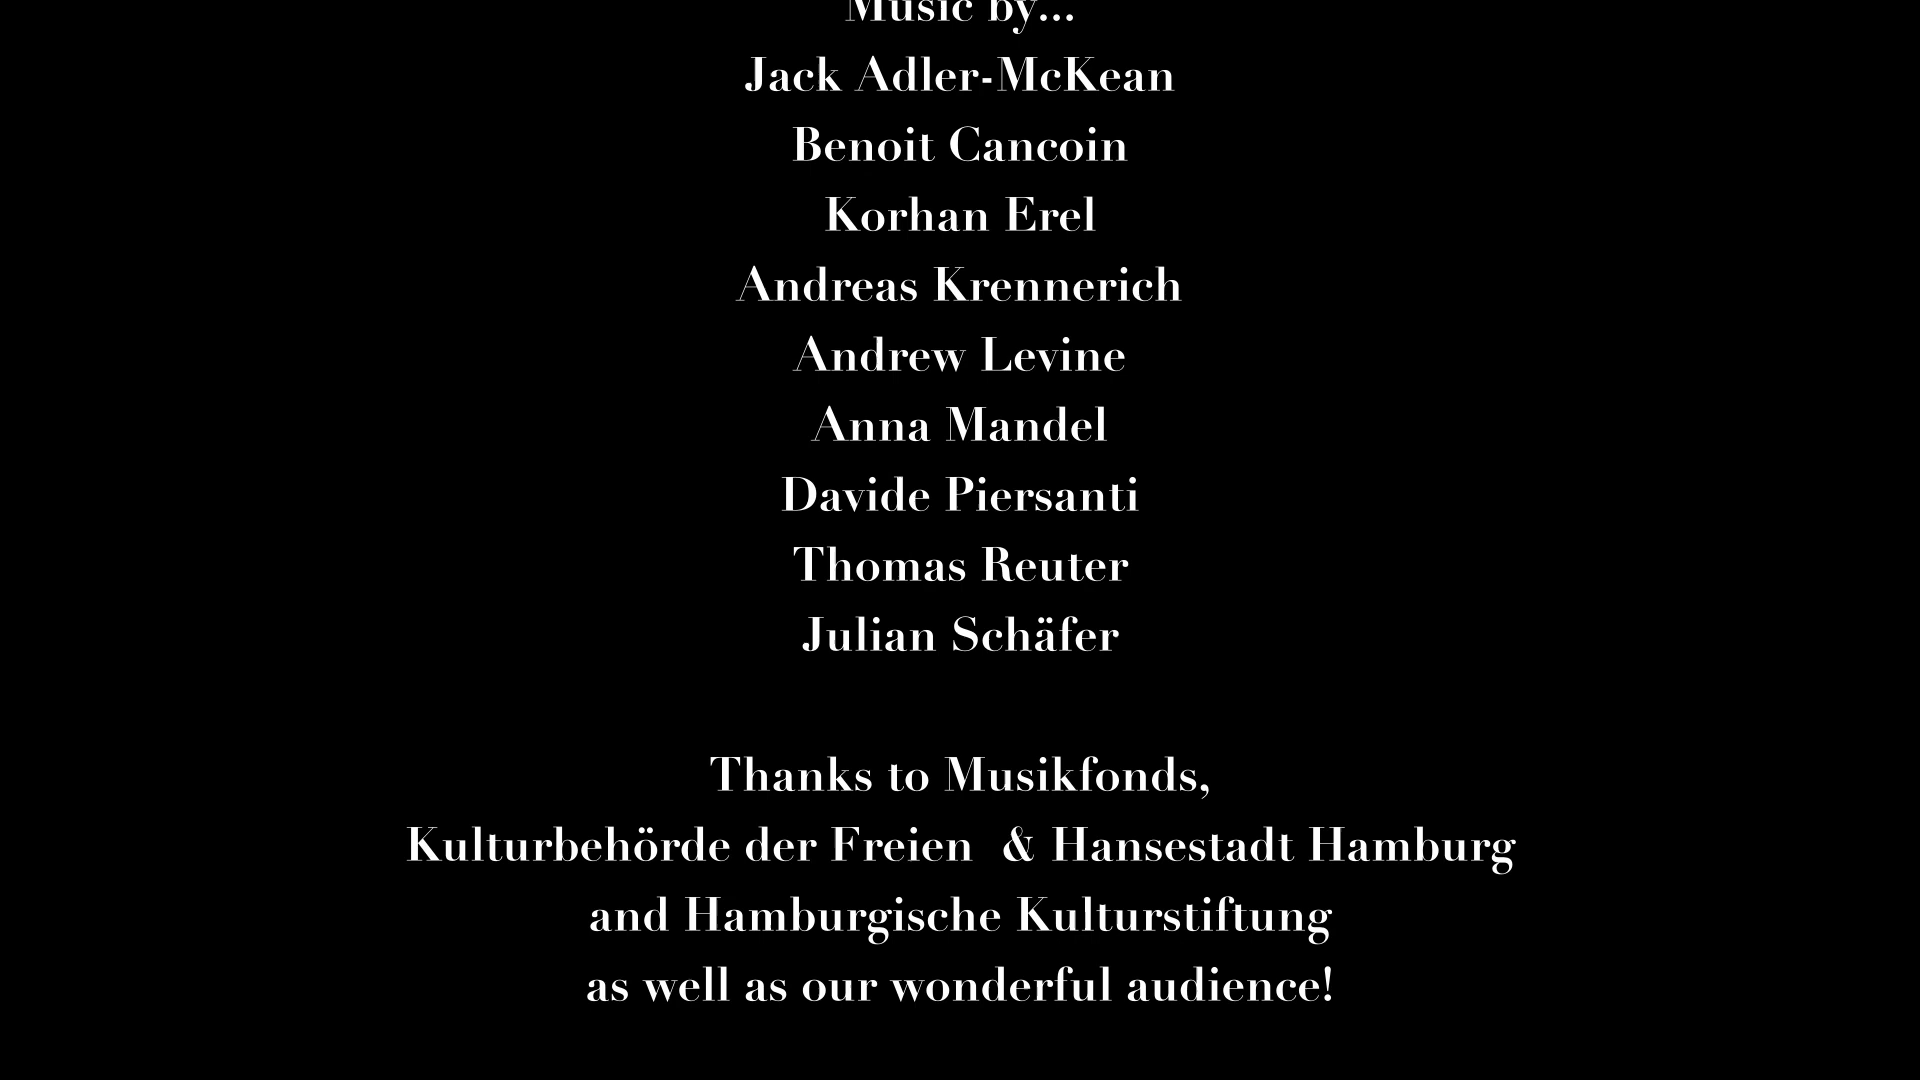 Music by...
Jack Adler-McKean
Benoit Cancoin
Korhan Erel
Andreas Krennerich
Andrew Levine
Anna Mandel
Davide Piersanti
Thomas Reuter
Julian Schäfer
Thanks to Musikfonds,
Kulturbehörde der Freien  & Hansestadt Hamburg
and Hamburgische Kulturstiftung
as well as our wonderful audience!